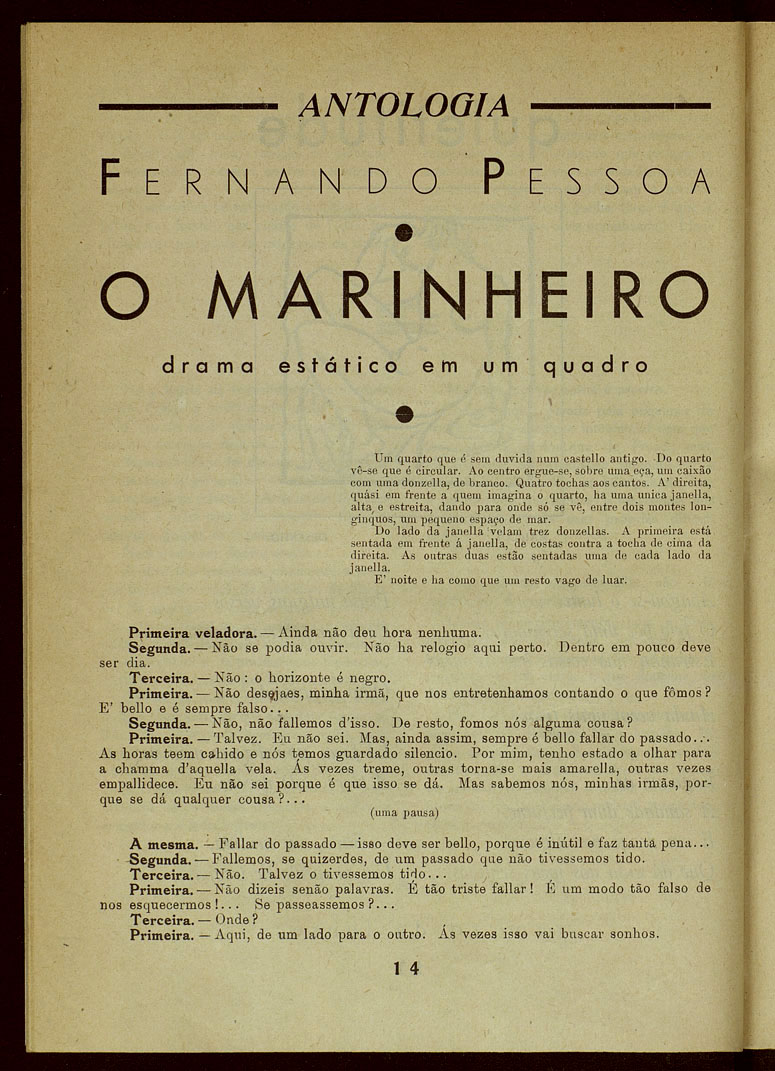 ANTOLOGIA
FERNANDO PESSOA
O MARINHEIRO
drama estático em um quadro
Um quarto que é sem duvida num castello antigo. Do quarto
vê-se que é circular. Ao centro ergue-se, sobre uma eça, um caixão
com uma donzella, de branco. Quatro tochas aos cantos. A' direita,
quási em frente a quem imagina o quarto, ha uma unica janella,
alta e estreita, dando para onde só se vê, entre dois montes lon-
ginquos, um pequeno espaço de mar.
Do lado da janella velam trez donzellas. A primeira está
sentada em frente á janella, de costas contra a tocha de cima da
direita. As outras duas estão sentadas uma de cada lado da
janella.
E' noite e ha como que um resto vago de luar.
Primeira veladora. — Ainda não deu hora nenhuma.
Segunda. — Não se podia ouvir. Não ha relogio aqui perto. Dentro em pouco deve
ser dia.
Terceira. — Não: o horizonte é negro.
Primeira. — Não desejaes, minha irmã, que nos entretenhamos contando o que fômos?
E' bello e é sempre falso...
Segunda. — Não, não fallemos d'isso. De resto, fomos nós alguma cousa?
Primeira. — Talvez. Eu não sei. Mas, ainda assim, sempre é bello fallar do passado...
As horas teem cahido e nós temos guardado silencio. Por mim, tenho estado a olhar para
a chamma d'aquella vela. Ás vezes treme, outras torna-se mais amarella, outras vezes
empallidece. Eu não sei porque é que isso se dá. Mas sabemos nós, minhas irmãs, por-
que se dá qualquer cousa?...
(uma pausa)
A mesma. — Fallar do passado — isso deve ser bello, porque é inútil e faz tanta pena...
Segunda. — Fallemos, se quizerdes, de um passado que não tivessemos tido.
Terceira. — Não. Talvez o tivessemos tido...
Primeira. — Não dizeis senão palavras. É tão triste fallar! É um modo tão falso de
nos esquecermos!... Se passeassemos?...
Terceira. — Onde?
Primeira. — Aqui, de um lado para o outro. Ás vezes isso vai buscar sonhos.
14